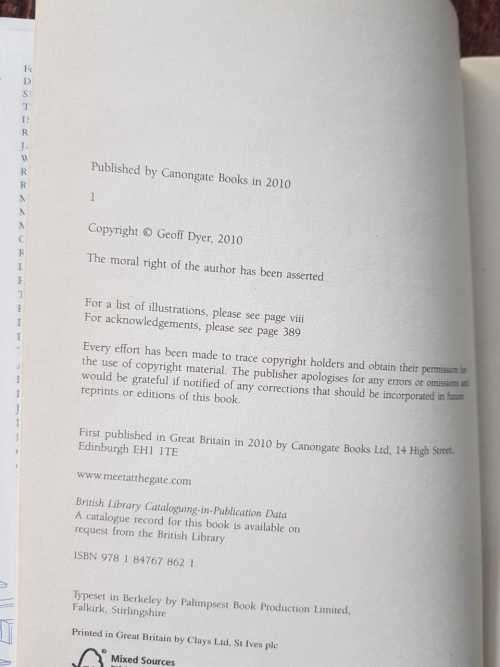 Published by Canongate Books in 2010
1
Copyright © Geoff Dyer, 2010
The moral right of the author has been asserted
For a list of illustrations, please see page viii
For acknowledgements, please see page 389
Every effort has been made to trace copyright holders and obtain their permission for
the use of copyright material. The publisher apologises for any errors or omissions and
would be grateful if notified of any corrections that should be incorporated in future
reprints or editions of this book.
First published in Great Britain in 2010 by Canongate Books Ltd, 14 High Street,
Edinburgh EH1 1TE
www.meetatthegate.com
British Library Cataloguing-in-Publication Data
A catalogue record for this book is available on
request from the British Library
ISBN 978 1 84767 862 1
Typeset in Berkeley by Palimpsest Book Production Limited,
Falkirk, Stirlingshire
Printed in Great Britain by Clays Ltd, St Ives plc
Mixed Sources